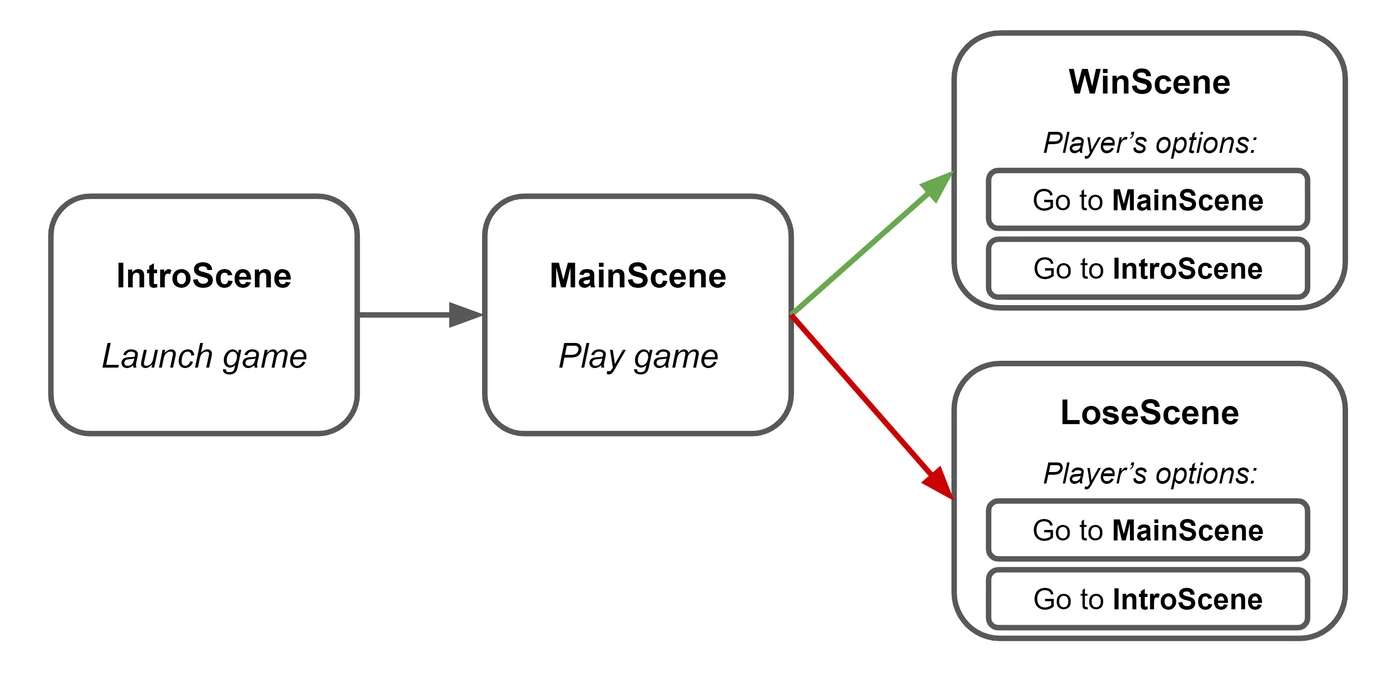 IntroScene
Launch game
MainScene
Play game
WinScene
Player’s options:
Go to MainScene
Go to IntroScene
LoseScene
Player’s options:
Go to MainScene
Go to IntroScene